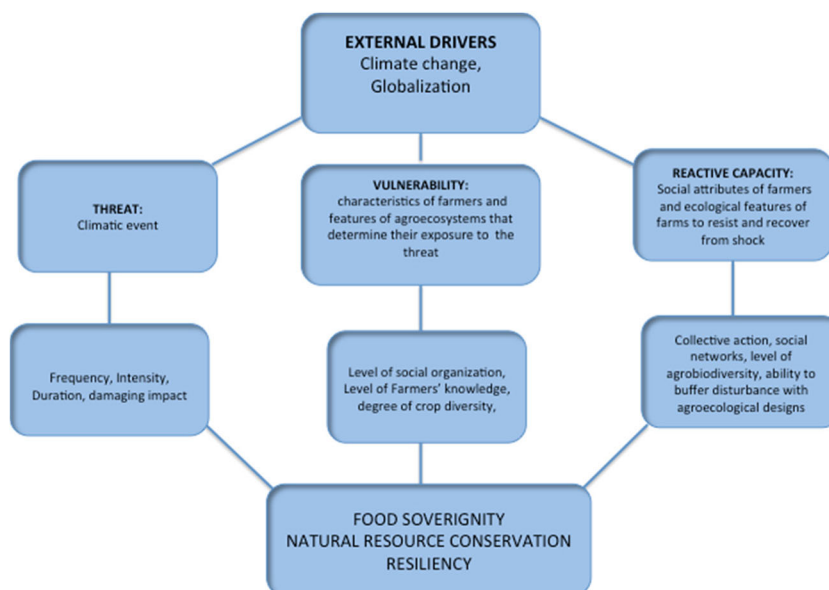 EXTERNAL DRIVERS
Climate change,
Globalization
THREAT:
Climatic event
VULNERABILITY:
characteristics of farmers and
features of agroecosystems that
determine their exposure to the
threat
REACTIVE CAPACITY:
Social attributes of farmers
and ecological features of
farms to resist and recover
from shock
Frequency, Intensity,
Duration, damaging impact
Level of social organization,
Level of Farmers' knowledge,
degree of crop diversity,
Collective action, social
networks, level of
agrobiodiversity, ability to
buffer disturbance with
agroecological designs
FOOD SOVERIGNITY
NATURAL RESOURCE CONSERVATION
RESILIENCY